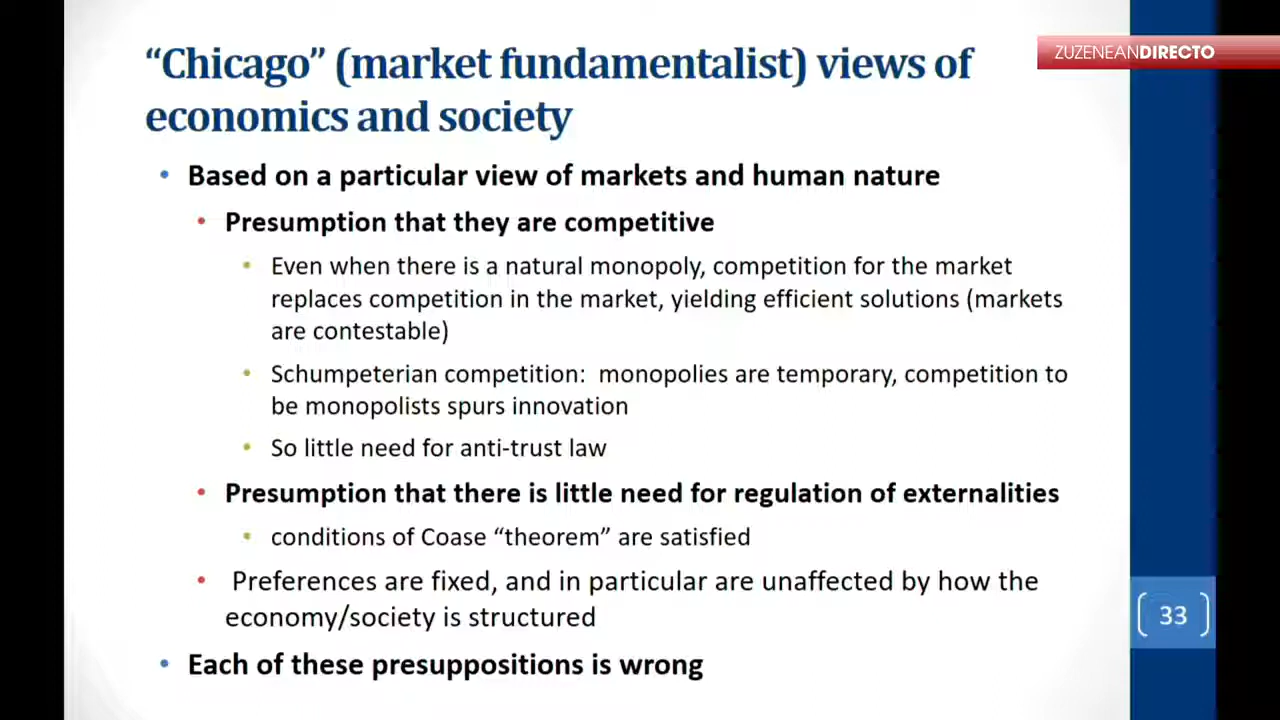 “Chicago” (market fundamentalist) views of
economics and society
ZUZENEANDIRECTO
• Based on a particular view of markets and human nature
• Presumption that they are competitive
• Even when there is a natural monopoly, competition for the market
replaces competition in the market, yielding efficient solutions (markets
are contestable)
• Schumpeterian competition:  monopolies are temporary, competition to
be monopolists spurs innovation
• So little need for anti-trust law
• Presumption that there is little need for regulation of externalities
• conditions of Coase “theorem” are satisfied
• Preferences are fixed, and in particular are unaffected by how the
economy/society is structured
• Each of these presuppositions is wrong
33